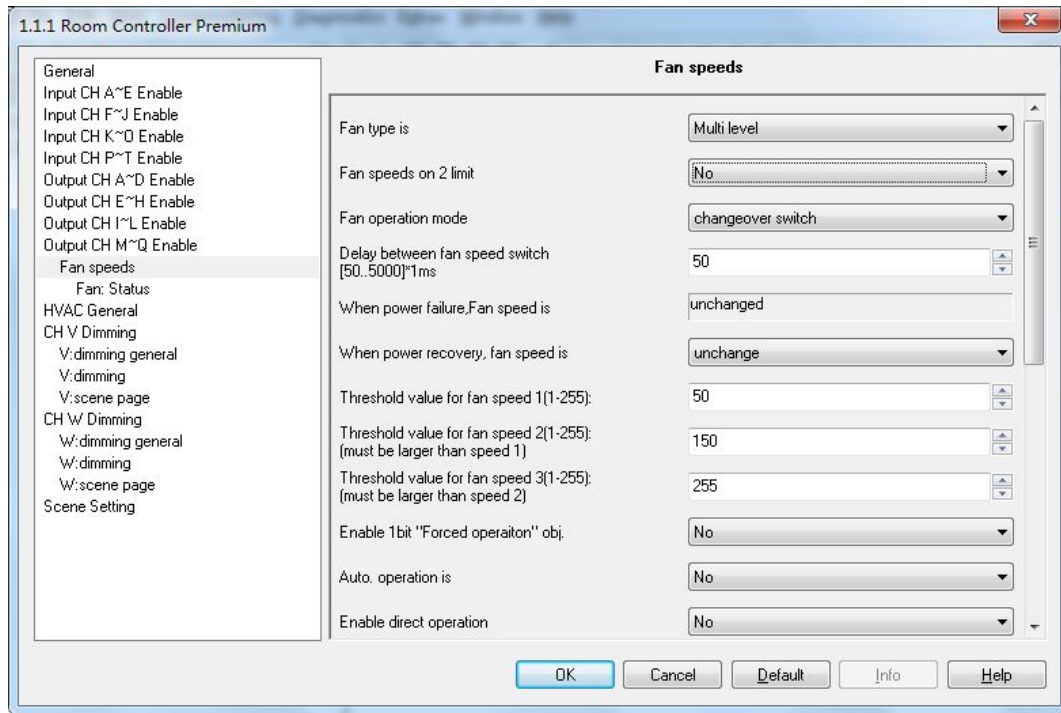 1.1.1 Room Controller Premium
General
Input CH A~E Enable
Input CH F~J Enable
Input CH K~O Enable
Input CH P~T Enable
Output CH A~D Enable
Output CH E~H Enable
Output CH I~L Enable
Output CH M~Q Enable
Fan speeds
Fan: Status
HVAC General
CH V Dimming
V:dimming general
V:dimming
V:scene page
CH W Dimming
W:dimming general
W:dimming
W:scene page
Scene Setting
Fan speeds
Fan type is
Multi level
Fan speeds on 2 limit
No
Fan operation mode
changeover switch
Delay between fan speed switch
[50..5000]*1ms
50
When power failure,Fan speed is
unchanged
When power recovery, fan speed is
unchange
Threshold value for fan speed 1(1-255):
50
Threshold value for fan speed 2(1-255):
(must be larger than speed 1)
150
Threshold value for fan speed 3(1-255):
(must be larger than speed 2)
255
Enable 1bit "Forced operaiton" obj.
No
Auto. operation is
No
Enable direct operation
No
OK
Cancel
Default
Info
Help